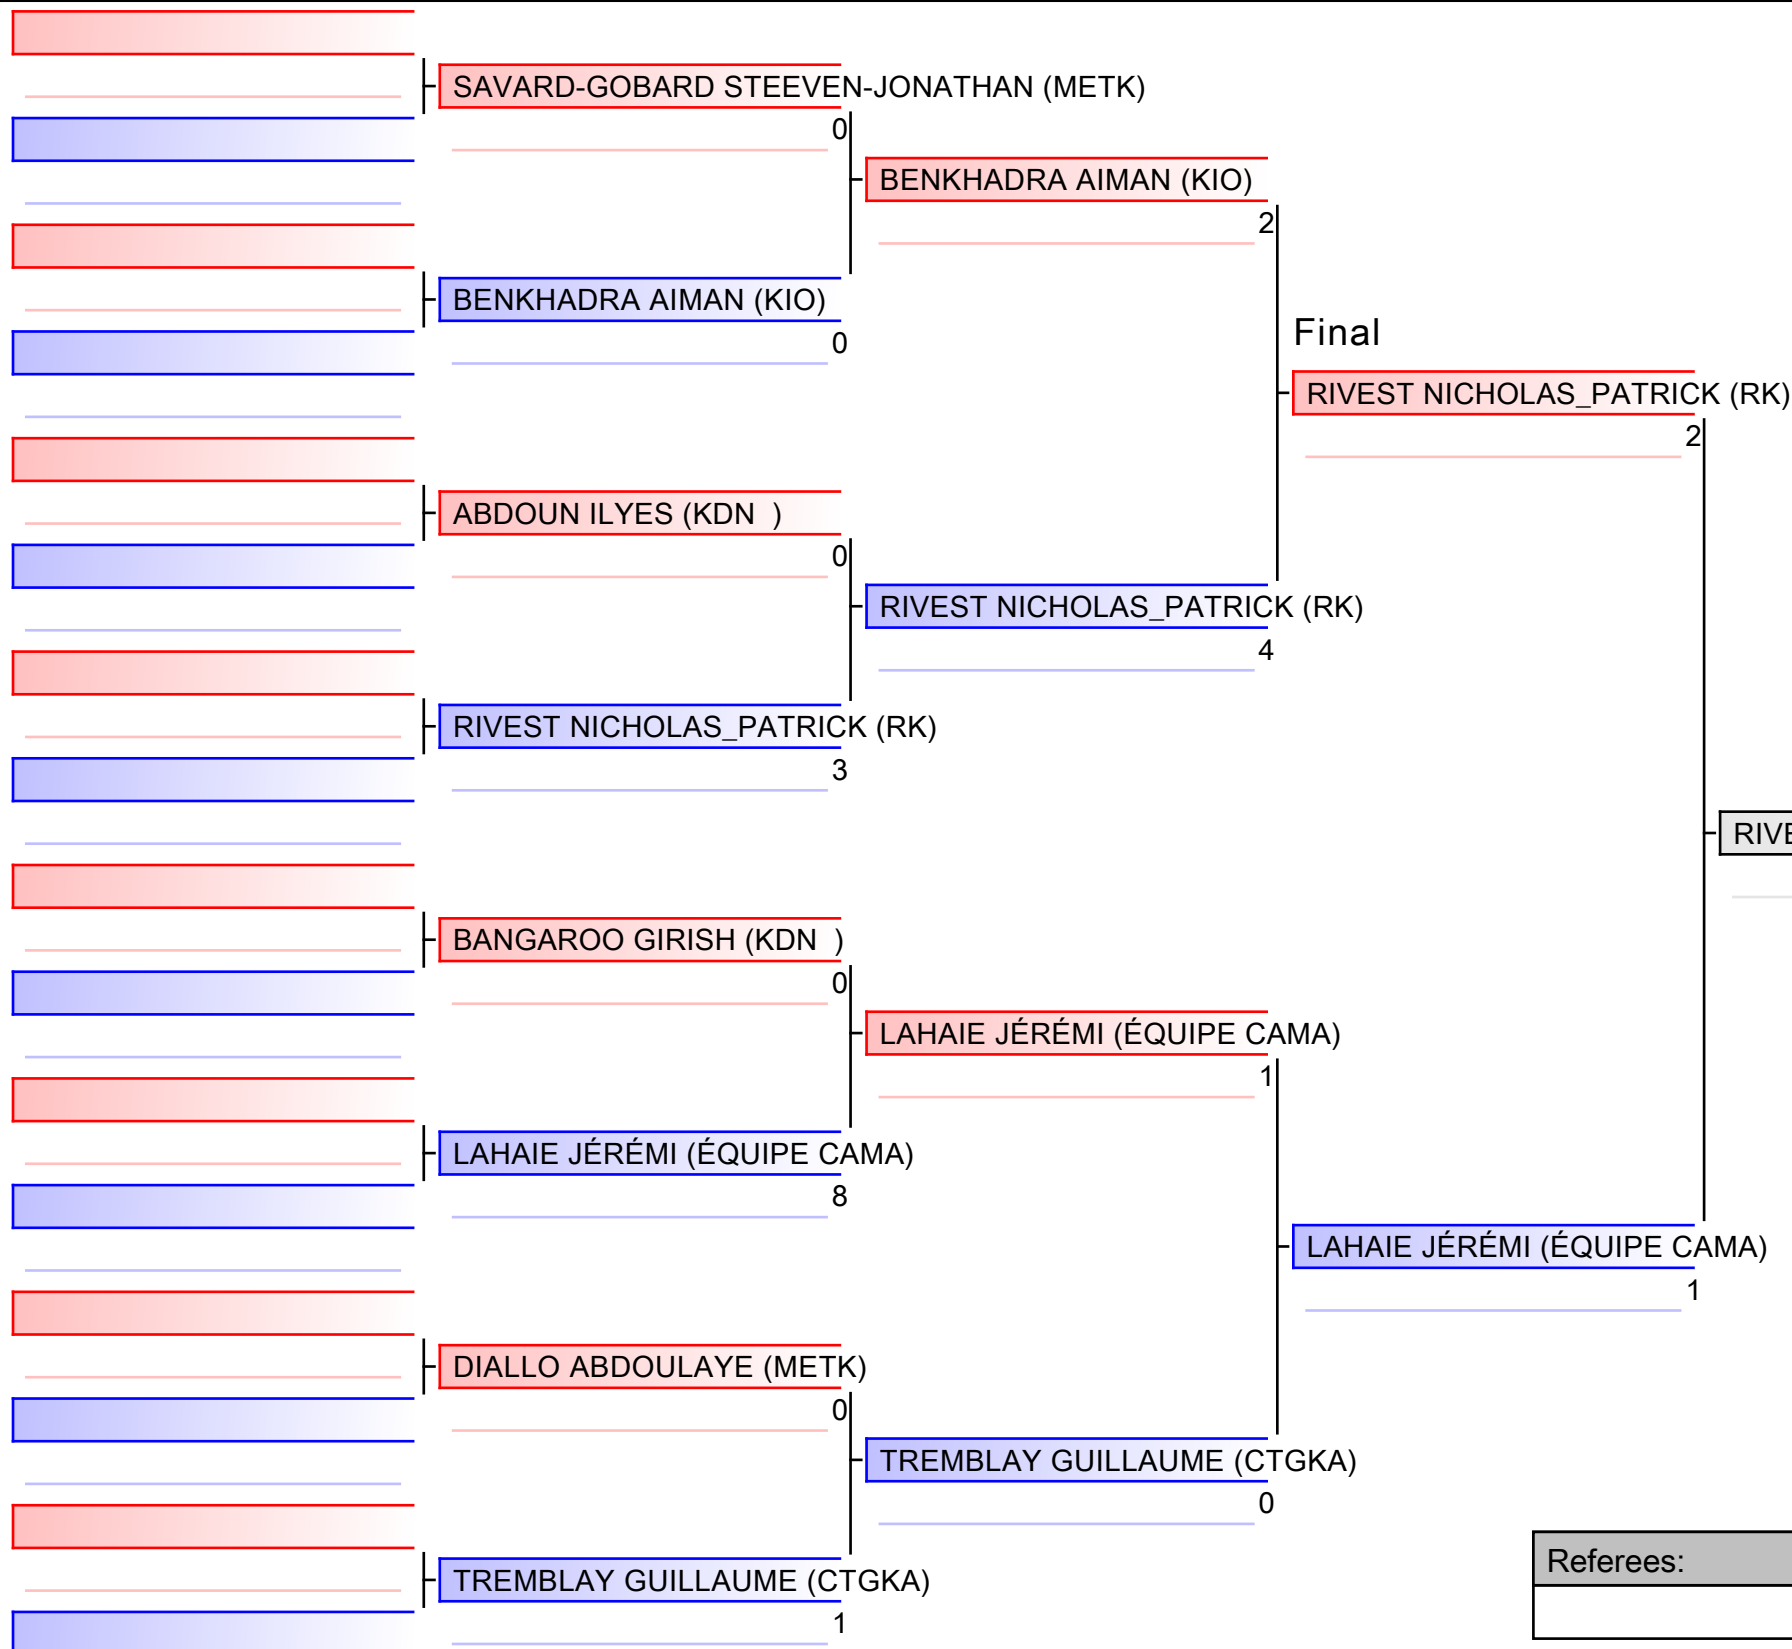 SAVARD-GOBARD STEEVEN-JONATHAN (METK)
0
BENKHADRA AIMAN (KIO)
2
BENKHADRA AIMAN (KIO)
0
Final
RIVEST NICHOLAS_PATRICK (RK)
2
ABDOUN ILYES (KDN  )
0
RIVEST NICHOLAS_PATRICK (RK)
4
RIVEST NICHOLAS_PATRICK (RK)
3
BANGAROO GIRISH (KDN  )
0
LAHAIE JÉRÉMI (ÉQUIPE CAMA)
1
LAHAIE JÉRÉMI (ÉQUIPE CAMA)
8
LAHAIE JÉRÉMI (ÉQUIPE CAMA)
1
DIALLO ABDOULAYE (METK)
0
TREMBLAY GUILLAUME (CTGKA)
0
TREMBLAY GUILLAUME (CTGKA)
1
Referees: